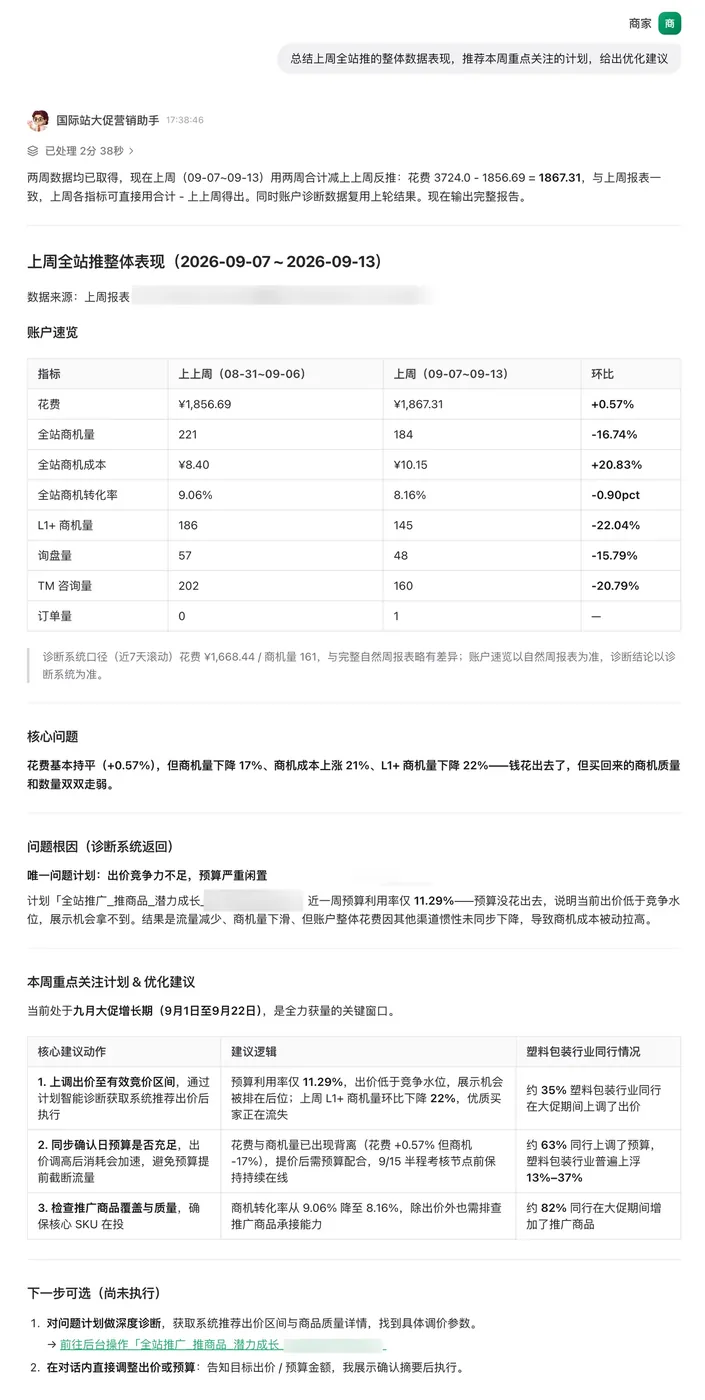 商家 商
总结上周全站推的整体数据表现，推荐本周重点关注的计划，给出优化建议
国际站大促营销助手 17:38:46
已处理 2分 38秒 >
两周数据均已取得，现在上周（09-07~09-13）用两周合计减上上周反推：花费 3724.0 - 1856.69 = 1867.31，与上周报表一
致，上周各指标可直接用合计 - 上上周得出。同时账户诊断数据复用上轮结果。现在输出完整报告。
上周全站推整体表现（2026-09-07 ~ 2026-09-13）
数据来源：上周报表
账户速览
指标 上上周（08-31~09-06） 上周（09-07~09-13） 环比
花费 ¥1,856.69 ¥1,867.31 +0.57%
全站商机量 221 184 -16.74%
全站商机成本 ¥8.40 ¥10.15 +20.83%
全站商机转化率 9.06% 8.16% -0.90pct
L1+ 商机量 186 145 -22.04%
询盘量 57 48 -15.79%
TM 咨询量 202 160 -20.79%
订单量 0 1 —
诊断系统口径（近7天滚动）花费 ¥1,668.44 / 商机量 161，与完整自然周报表略有差异；账户速览以自然周报表为准，诊断结论以诊
断系统为准。
核心问题
花费基本持平（+0.57%），但商机量下降 17%、商机成本上涨 21%、L1+ 商机量下降 22%——钱花出去了，但买回来的商机质量
和数量双双走弱。
问题根因（诊断系统返回）
唯一问题计划：出价竞争力不足，预算严重闲置
计划「全站推广_推商品_潜力成长_ 近一周预算利用率仅 11.29%——预算没花出去，说明当前出价低于竞争水
位，展示机会拿不到。结果是流量减少、商机量下滑、但账户整体花费因其他渠道惯性未同步下降，导致商机成本被动拉高。
本周重点关注计划 & 优化建议
当前处于九月大促增长期（9月1日至9月22日），是全力获量的关键窗口。
核心建议动作 建议逻辑 塑料包装行业同行情况
1. 上调出价至有效竞价区间，通过
计划智能诊断获取系统推荐出价后
执行
预算利用率仅 11.29%，出价低于竞争水位，展示机会
被排在后位；上周 L1+ 商机量环比下降 22%，优质买
家正在流失
约 35% 塑料包装行业同行
在大促期间上调了出价
2. 同步确认日预算是否充足，出
价调高后消耗会加速，避免预算提
前截断流量
花费与商机量已出现背离（花费 +0.57% 但商机
-17%），提价后需预算配合，9/15 半程考核节点前保
持持续在线
约 63% 同行上调了预算，
塑料包装行业普遍上浮
13%–37%
3. 检查推广商品覆盖与质量，确
保核心 SKU 在投
商机转化率从 9.06% 降至 8.16%，除出价外也需排查
推广商品承接能力
约 82% 同行在大促期间增
加了推广商品
下一步可选（尚未执行）
1. 对问题计划做深度诊断，获取系统推荐出价区间与商品质量详情，找到具体调价参数。
→ 前往后台操作「全站推广_推商品_潜力成长_
2. 在对话内直接调整出价或预算：告知目标出价 / 预算金额，我展示确认摘要后执行。